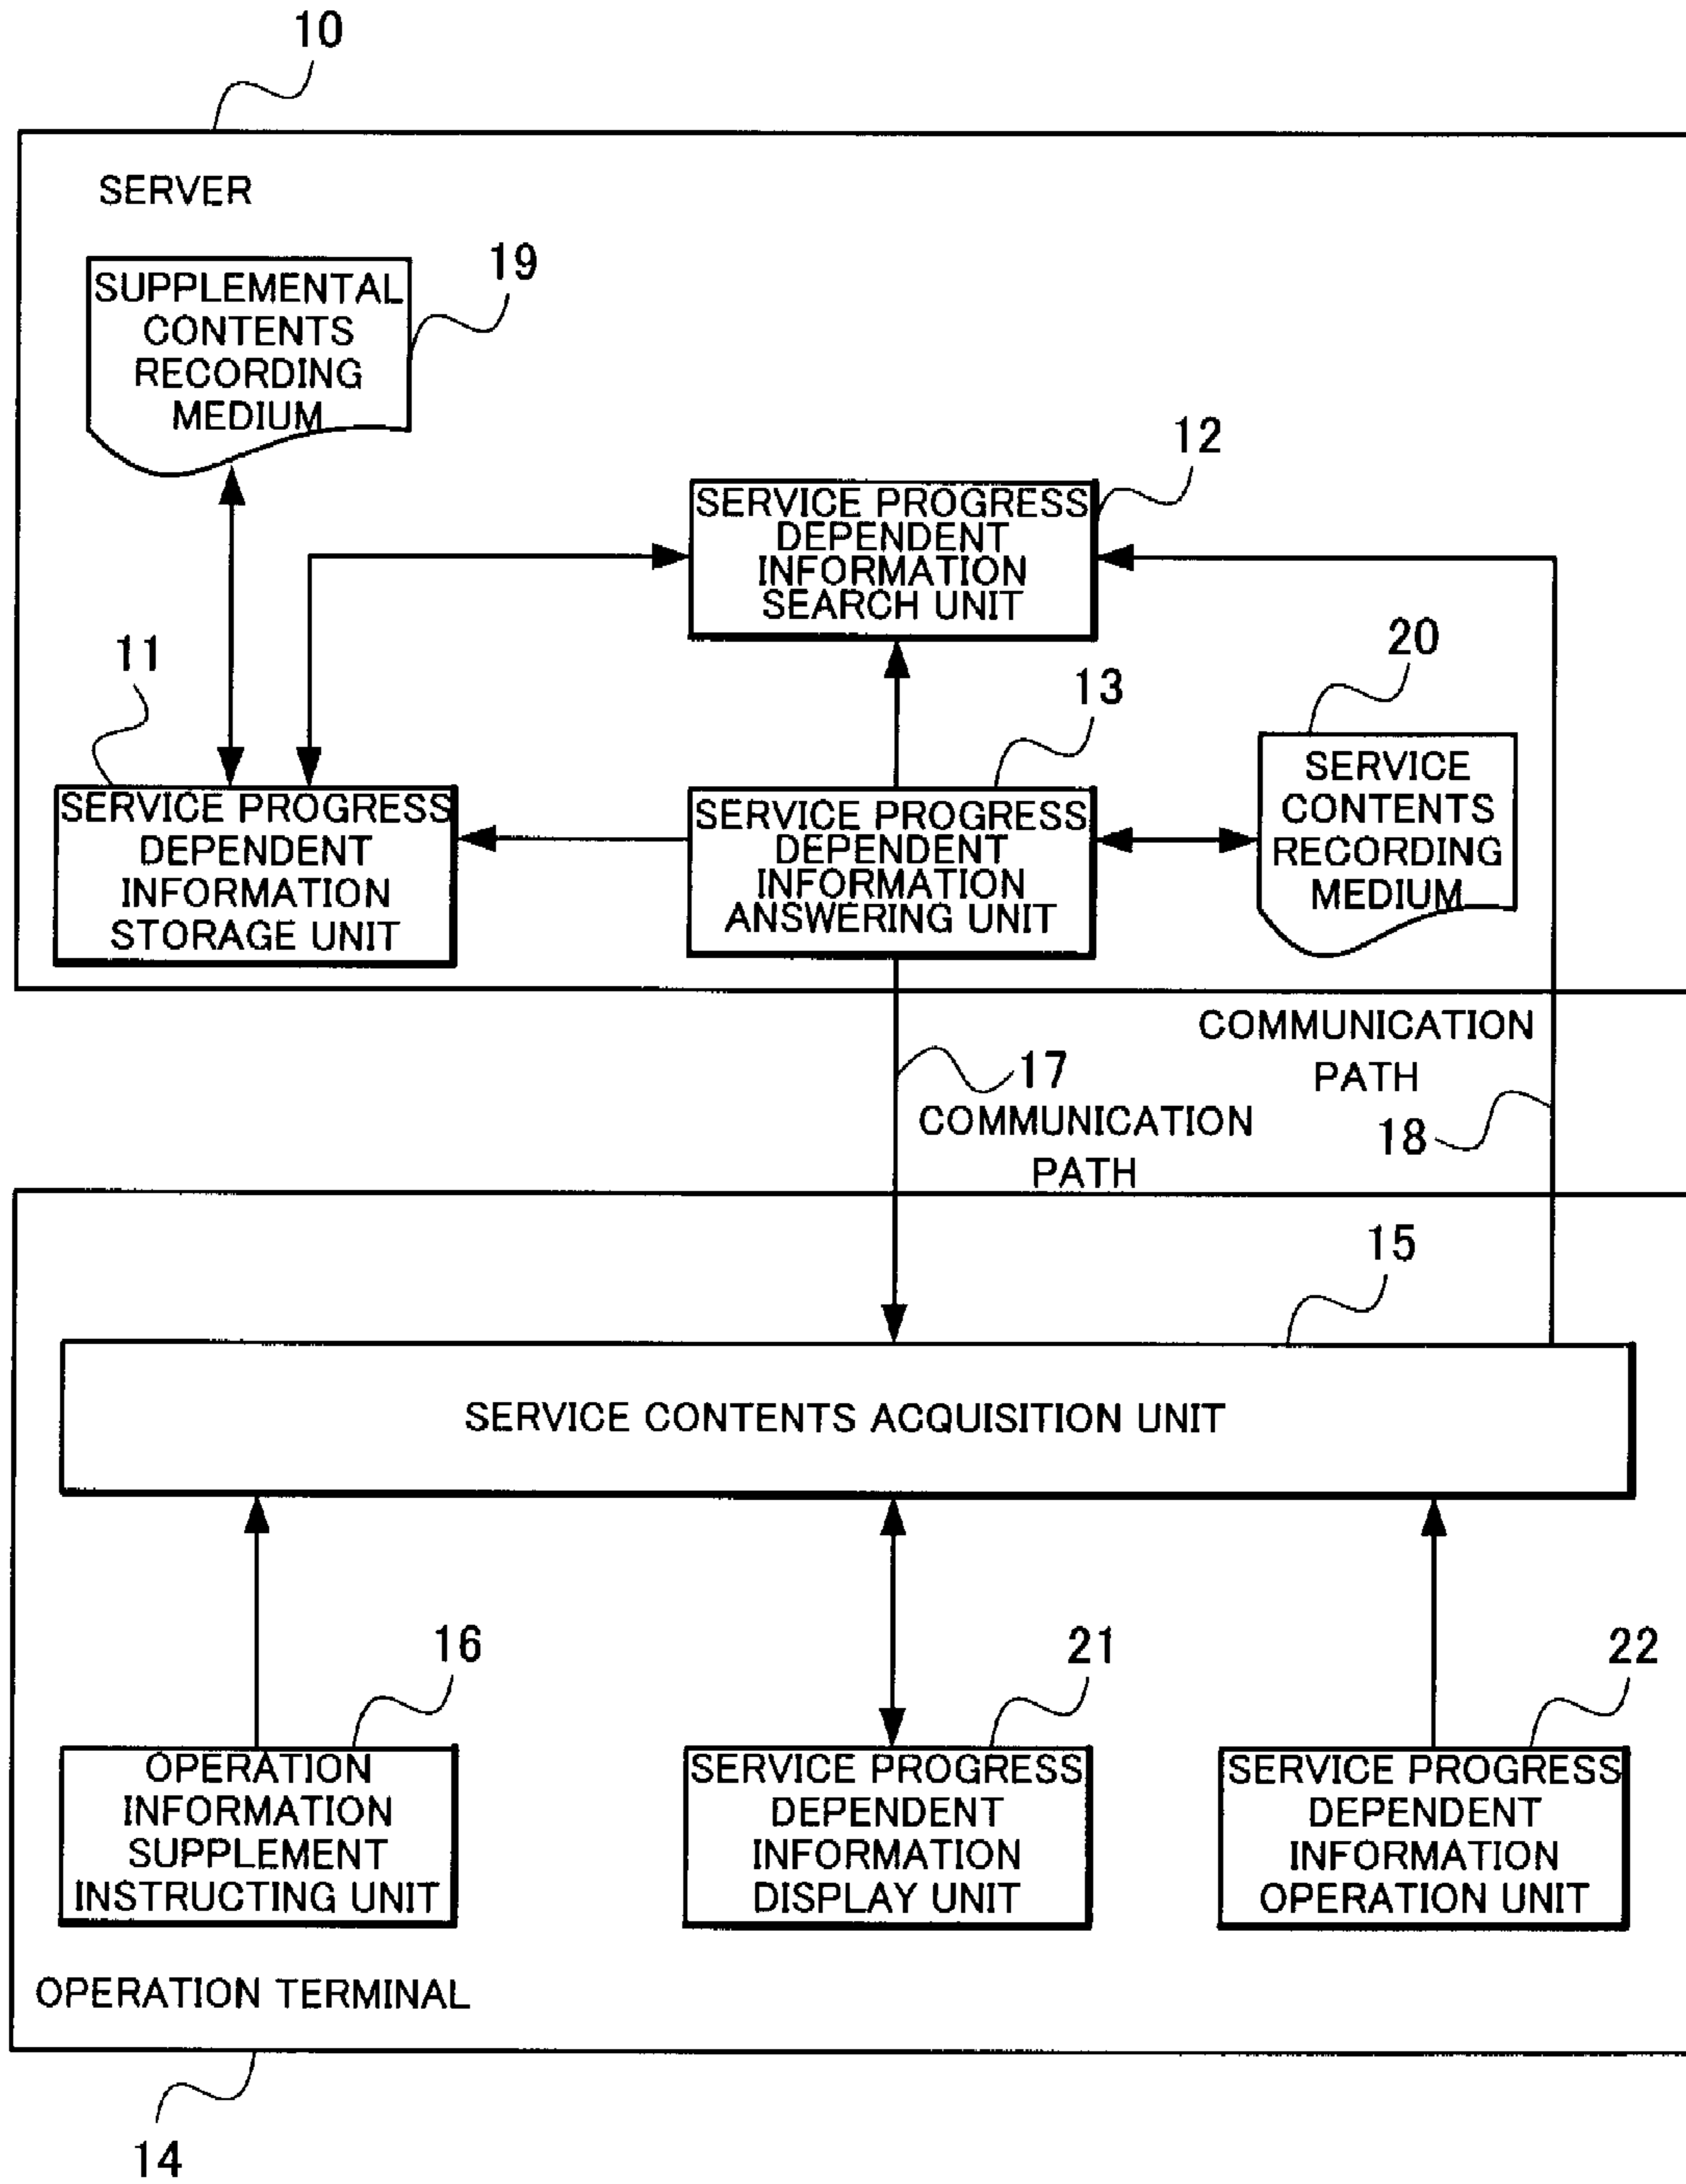 10
SERVER
19
SUPPLEMENTAL
CONTENTS
RECORDING
MEDIUM
12
SERVICE PROGRESS
DEPENDENT
INFORMATION
SEARCH UNIT
11
SERVICE PROGRESS
DEPENDENT
INFORMATION
STORAGE UNIT
13
SERVICE PROGRESS
DEPENDENT
INFORMATION
ANSWERING UNIT
20
SERVICE
CONTENTS
RECORDING
MEDIUM
17
COMMUNICATION
PATH
COMMUNICATION
PATH
18
15
SERVICE CONTENTS ACQUISITION UNIT
16
OPERATION
INFORMATION
SUPPLEMENT
INSTRUCTING UNIT
21
SERVICE PROGRESS
DEPENDENT
INFORMATION
DISPLAY UNIT
22
SERVICE PROGRESS
DEPENDENT
INFORMATION
OPERATION UNIT
OPERATION TERMINAL
14